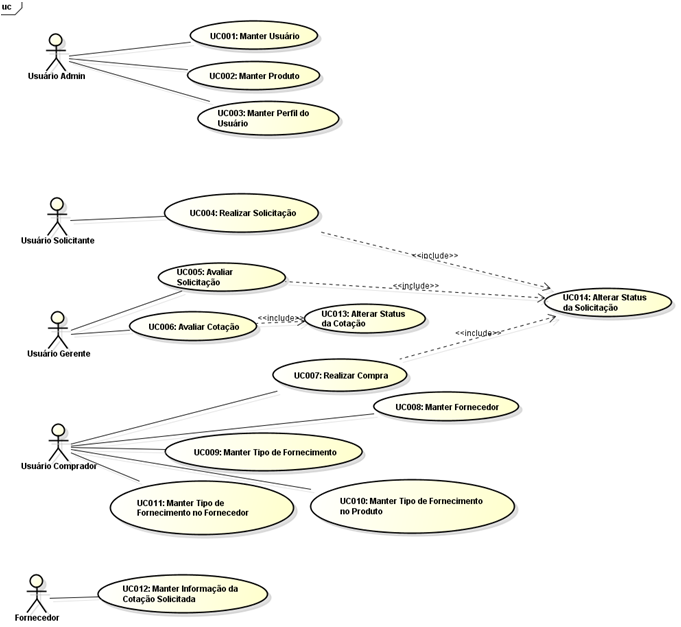 uc
UC001: Manter Usuário
Usuário Admin
UC002: Manter Produto
UC003: Manter Perfil do
Usuário
UC004: Realizar Solicitação
Usuário Solicitante
<<include>>
UC005: Avaliar
Solicitação
<<include>>
UC014: Alterar Status
da Solicitação
UC006: Avaliar Cotação
<<include>>
UC013: Alterar Status
da Cotação
Usuário Gerente
<<include>>
UC007: Realizar Compra
UC008: Manter Fornecedor
UC009: Manter Tipo de Fornecimento
Usuário Comprador
UC011: Manter Tipo de
Fornecimento no Fornecedor
UC010: Manter Tipo de Fornecimento
no Produto
UC012: Manter Informação da
Cotação Solicitada
Fornecedor